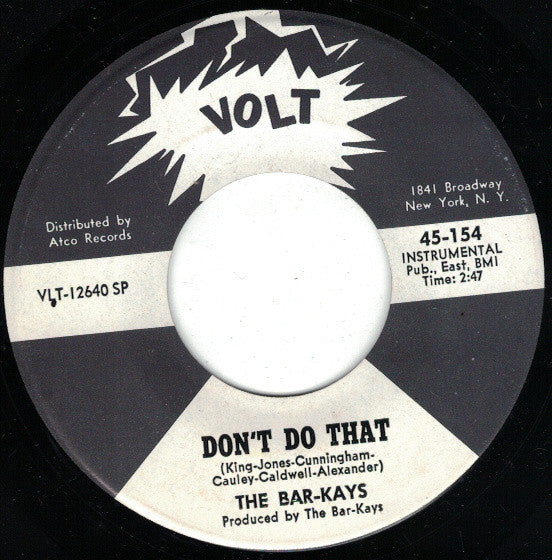 VOLT
Distributed by
Atco Records
1841 Broadway
New York, N. Y.
VLT-12640 SP
45-154
INSTRUMENTAL
Pub., East, BMI
Time: 2:47
DON'T DO THAT
(King-Jones-Cunningham-
Cauley-Caldwell-Alexander)
THE BAR-KAYS
Produced by The Bar-Kays